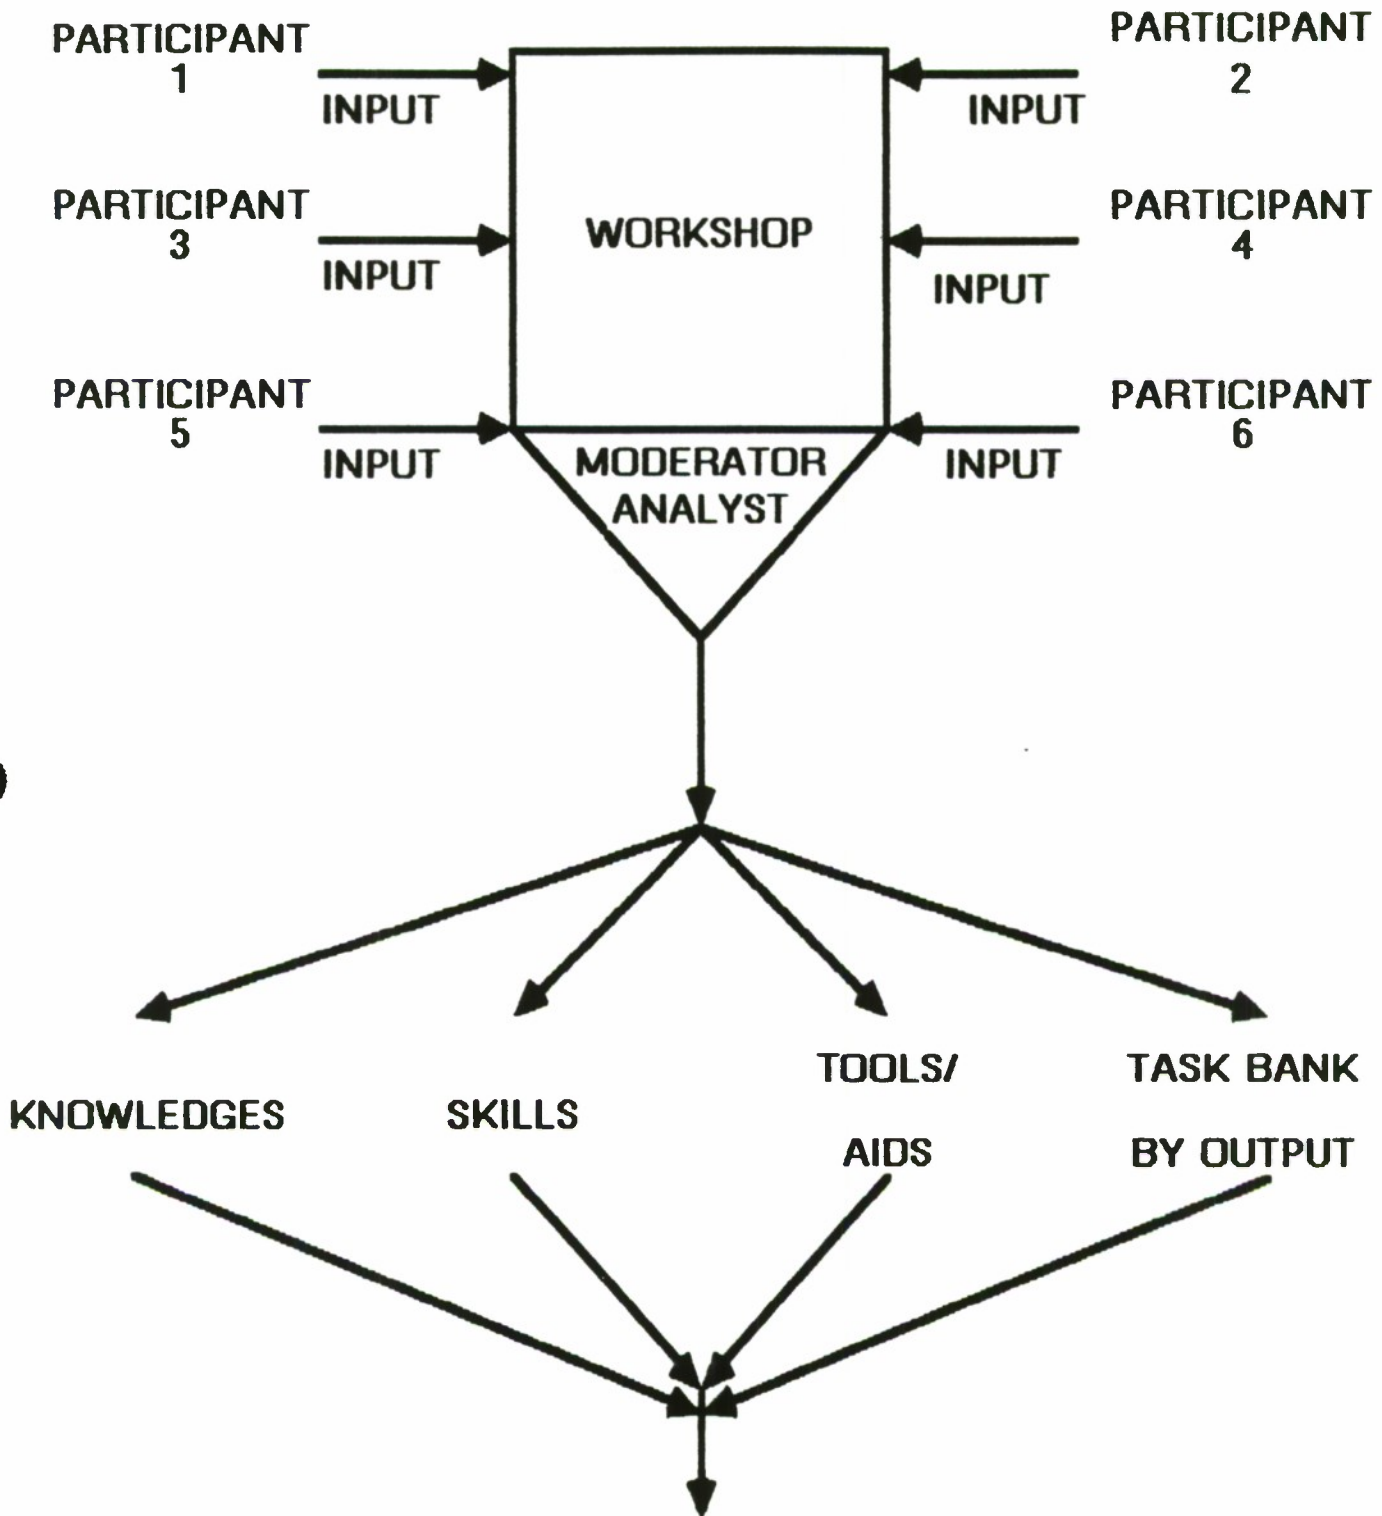 PARTICIPANT
1
INPUT
PARTICIPANT
2
INPUT
PARTICIPANT
3
INPUT
WORKSHOP
PARTICIPANT
4
INPUT
PARTICIPANT
5
INPUT
MODERATOR
ANALYST
PARTICIPANT
6
INPUT
KNOWLEDGES
SKILLS
TOOLS/
AIDS
TASK BANK
BY OUTPUT